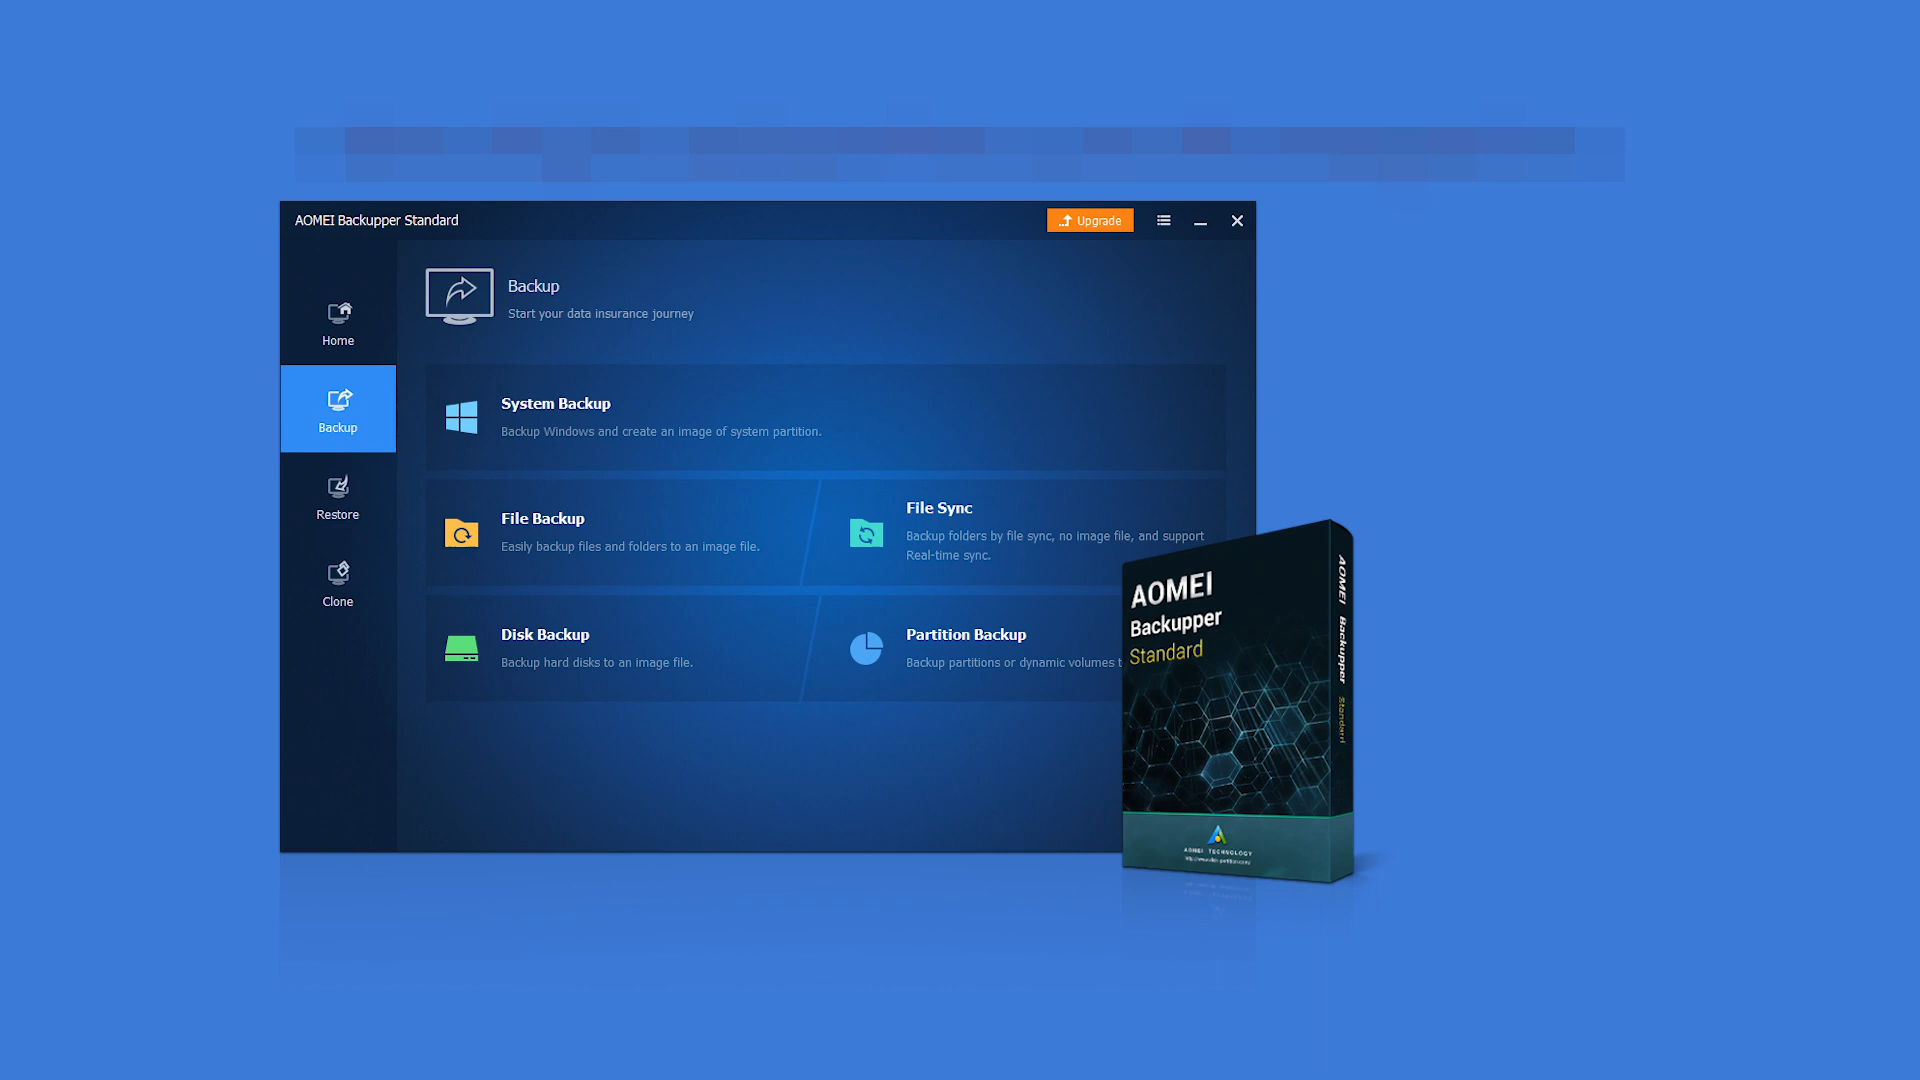 AOMEI Backupper Standard
Upgrade
Home
Backup
Restore
Clone
Backup
Start your data insurance journey
System Backup
Backup Windows and create an image of system partition.
File Backup
Easily backup files and folders to an image file.
File Sync
Backup folders by file sync, no image file, and support
Real-time sync.
Disk Backup
Backup hard disks to an image file.
Partition Backup
Backup partitions or dynamic volumes
AOMEI
Backupper
Standard
AOMEI Backupper Standard
AOMEI TECHNOLOGY